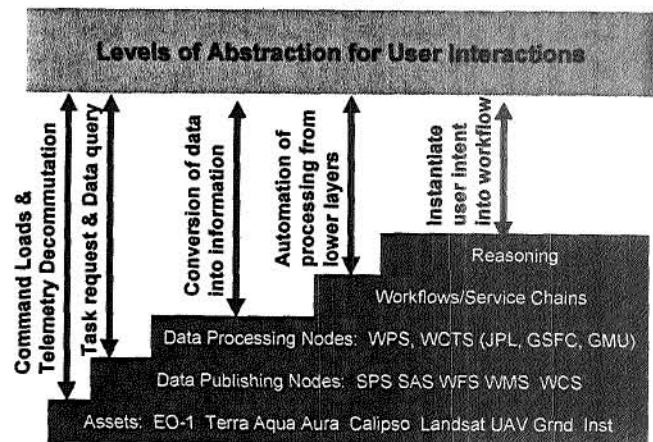 Levels of Abstraction for User Interactions
Command Loads &
Telemetry Decommutation
Task request & Data query
Conversion of data
into information
Automation of
processing from
lower layers
Instantiate
user intent
into workflow
Reasoning
Workflows/Service Chains
Data Processing Nodes: WPS, WCTS (JPL, GSFC, GMU)
Data Publishing Nodes: SPS SAS WFS WMS WCS
Assets: EO-1 Terra Aqua Aura Calipso Landsat UAV Grnd Inst